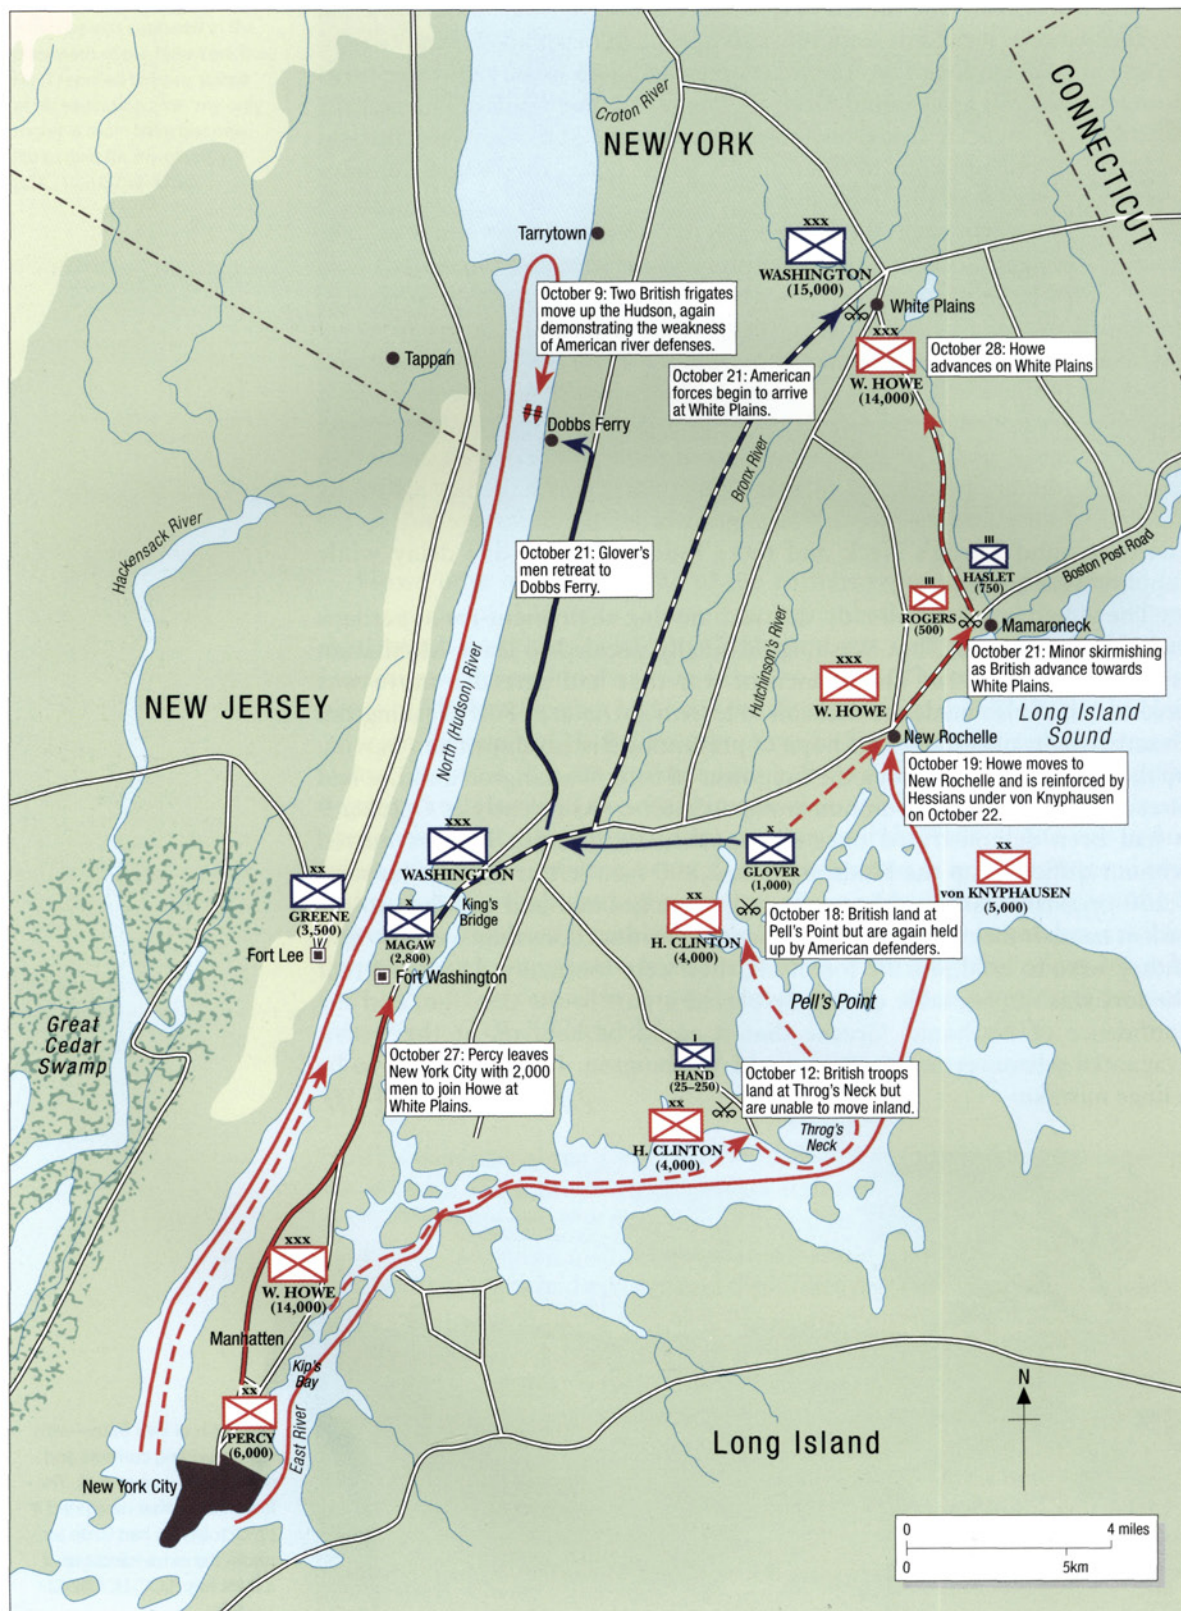 Croton River
NEW YORK
CONNECTICUT
Tarrytown
xxx
WASHINGTON
(15,000)
White Plains
October 9: Two British frigates
move up the Hudson, again
demonstrating the weakness
of American river defenses.
Tappan
xxx
W. HOWE
(14,000)
October 28: Howe
advances on White Plains
October 21: American
forces begin to arrive
at White Plains.
Dobbs Ferry
Bronx River
Hackensack River
October 21: Glover's
men retreat to
Dobbs Ferry.
III
HASLET
(750)
Boston Post Road
III
ROGERS
(500)
Mamaroneck
October 21: Minor skirmishing
as British advance towards
White Plains.
Hutchinson's River
xxx
W. HOWE
NEW JERSEY
North (Hudson) River
Long Island
Sound
New Rochelle
October 19: Howe moves to
New Rochelle and is reinforced by
Hessians under von Knyphausen
on October 22.
xxx
WASHINGTON
x
GLOVER
(1,000)
xx
von KNYPHAUSEN
(5,000)
xx
GREENE
(3,500)
King's
Bridge
x
MAGAW
(2,800)
xx
H. CLINTON
(4,000)
October 18: British land at
Pell's Point but are again held
up by American defenders.
Fort Lee
Fort Washington
Pell's Point
Great
Cedar
Swamp
October 27: Percy leaves
New York City with 2,000
men to join Howe at
White Plains.
I
HAND
(25–250)
October 12: British troops
land at Throg's Neck but
are unable to move inland.
xx
H. CLINTON
(4,000)
Throg's
Neck
xxx
W. HOWE
(14,000)
Manhatten
Kip's
Bay
xx
PERCY
(6,000)
East River
New York City
Long Island
N
0
4 miles
0
5km